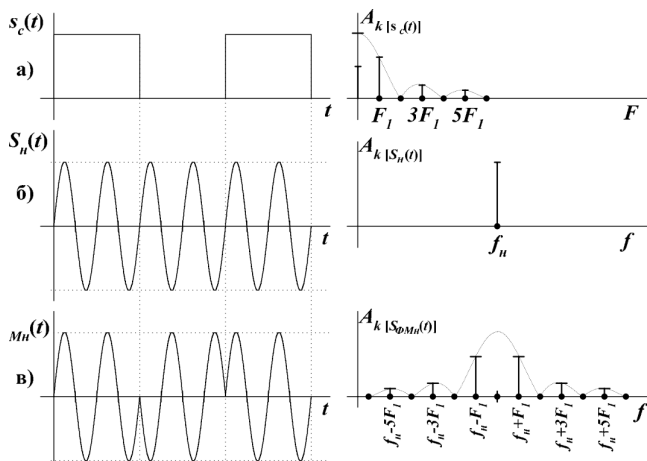 s_c(t)
A_k [s_c(t)]
а)
t
F_1
3F_1
5F_1
F
S_н(t)
A_k [S_н(t)]
б)
t
f_н
f
Мн(t)
A_k [S_ФМн(t)]
в)
t
f
f_н-5F_1
f_н-3F_1
f_н-F_1
f_н+F_1
f_н+3F_1
f_н+5F_1